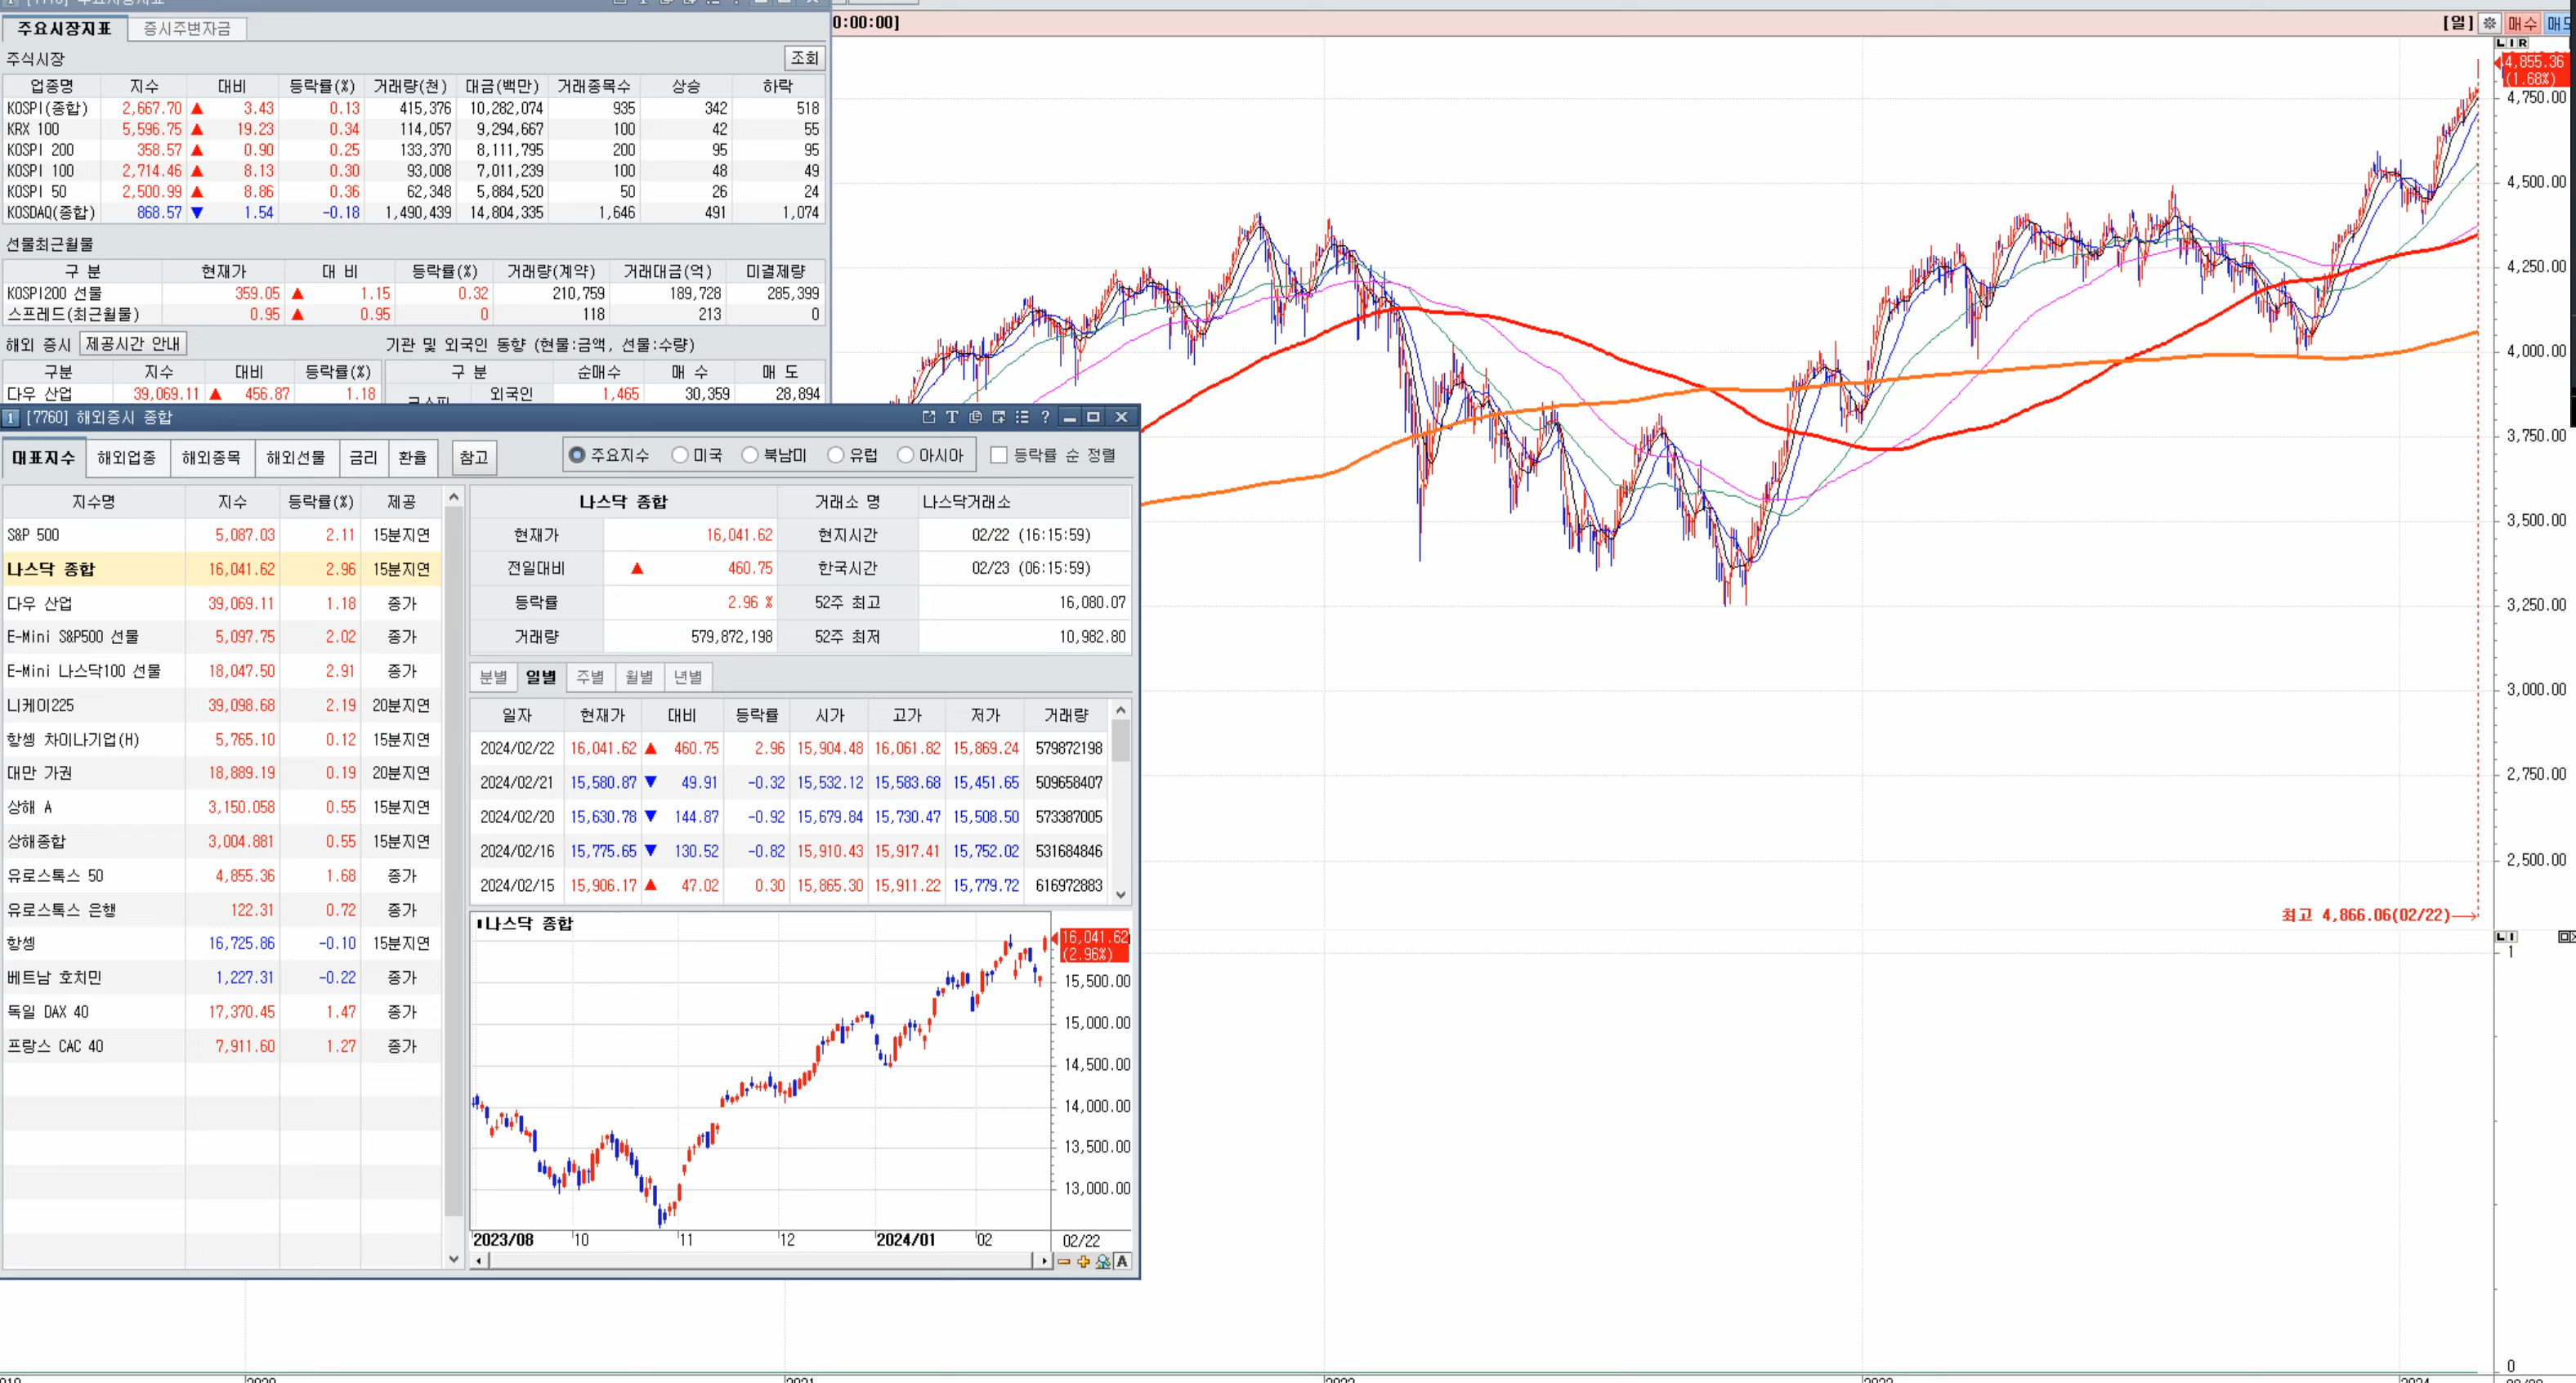 주요시장지표 증시주변자금
주식시장 조회
업종명 지수 대비 등락률(%) 거래량(천) 대금(백만) 거래종목수 상승 하락
KOSPI(종합) 2,667.70 ▲ 3.43 0.13 415,376 10,282,074 935 342 518
KRX 100 5,596.75 ▲ 19.23 0.34 114,057 9,294,667 100 42 55
KOSPI 200 358.57 ▲ 0.90 0.25 133,370 8,111,795 200 95 95
KOSPI 100 2,714.46 ▲ 8.13 0.30 93,008 7,011,239 100 48 49
KOSPI 50 2,500.99 ▲ 8.86 0.36 62,348 5,884,520 50 26 24
KOSDAQ(종합) 868.57 ▼ 1.54 -0.18 1,490,439 14,804,335 1,646 491 1,074
선물최근월물
구 분 현재가 대 비 등락률(%) 거래량(계약) 거래대금(억) 미결제량
KOSPI200 선물 359.05 ▲ 1.15 0.32 210,759 189,728 285,399
스프레드(최근월물) 0.95 ▲ 0.95 0 118 213 0
해외 증시 제공시간 안내 기관 및 외국인 동향 (현물:금액, 선물:수량)
구분 지수 대비 등락률(%) 구 분 순매수 매 수 매 도
다우 산업 39,069.11 ▲ 456.87 1.18 외국인 1,465 30,359 28,894
1 [7760] 해외증시 종합
대표지수 해외업종 해외종목 해외선물 금리 환율 참고 주요지수 미국 북남미 유럽 아시아 등락률 순 정렬
지수명 지수 등락률(%) 제공
S&P 500 5,087.03 2.11 15분지연
나스닥 종합 16,041.62 2.96 15분지연
다우 산업 39,069.11 1.18 종가
E-Mini S&P500 선물 5,097.75 2.02 종가
E-Mini 나스닥100 선물 18,047.50 2.91 종가
니케이225 39,098.68 2.19 20분지연
항셍 차이나기업(H) 5,765.10 0.12 15분지연
대만 가권 18,889.19 0.19 20분지연
상해 A 3,150.058 0.55 15분지연
상해종합 3,004.881 0.55 15분지연
유로스톡스 50 4,855.36 1.68 종가
유로스톡스 은행 122.31 0.72 종가
항셍 16,725.86 -0.10 15분지연
베트남 호치민 1,227.31 -0.22 종가
독일 DAX 40 17,370.45 1.47 종가
프랑스 CAC 40 7,911.60 1.27 종가
나스닥 종합 거래소 명 나스닥거래소
현재가 16,041.62 현지시간 02/22 (16:15:59)
전일대비 ▲ 460.75 한국시간 02/23 (06:15:59)
등락률 2.96 % 52주 최고 16,080.07
거래량 579,872,198 52주 최저 10,982.80
분별 일별 주별 월별 년별
일자 현재가 대비 등락률 시가 고가 저가 거래량
2024/02/22 16,041.62 ▲ 460.75 2.96 15,904.48 16,061.82 15,869.24 579872198
2024/02/21 15,580.87 ▼ 49.91 -0.32 15,532.12 15,583.68 15,451.65 509658407
2024/02/20 15,630.78 ▼ 144.87 -0.92 15,679.84 15,730.47 15,508.50 573387005
2024/02/16 15,775.65 ▼ 130.52 -0.82 15,910.43 15,917.41 15,752.02 531684846
2024/02/15 15,906.17 ▲ 47.02 0.30 15,865.30 15,911.22 15,779.72 616972883
나스닥 종합
16,041.62
(2.96%)
15,500.00
15,000.00
14,500.00
14,000.00
13,500.00
13,000.00
2023/08 10 11 12 2024/01 02 02/22
A
0:00:00] [일] 매수
L I R
4,855.36
(1.68%)
4,750.00
4,500.00
4,250.00
4,000.00
3,750.00
3,500.00
3,250.00
3,000.00
2,750.00
2,500.00
최고 4,866.06(02/22)
L I
1
0